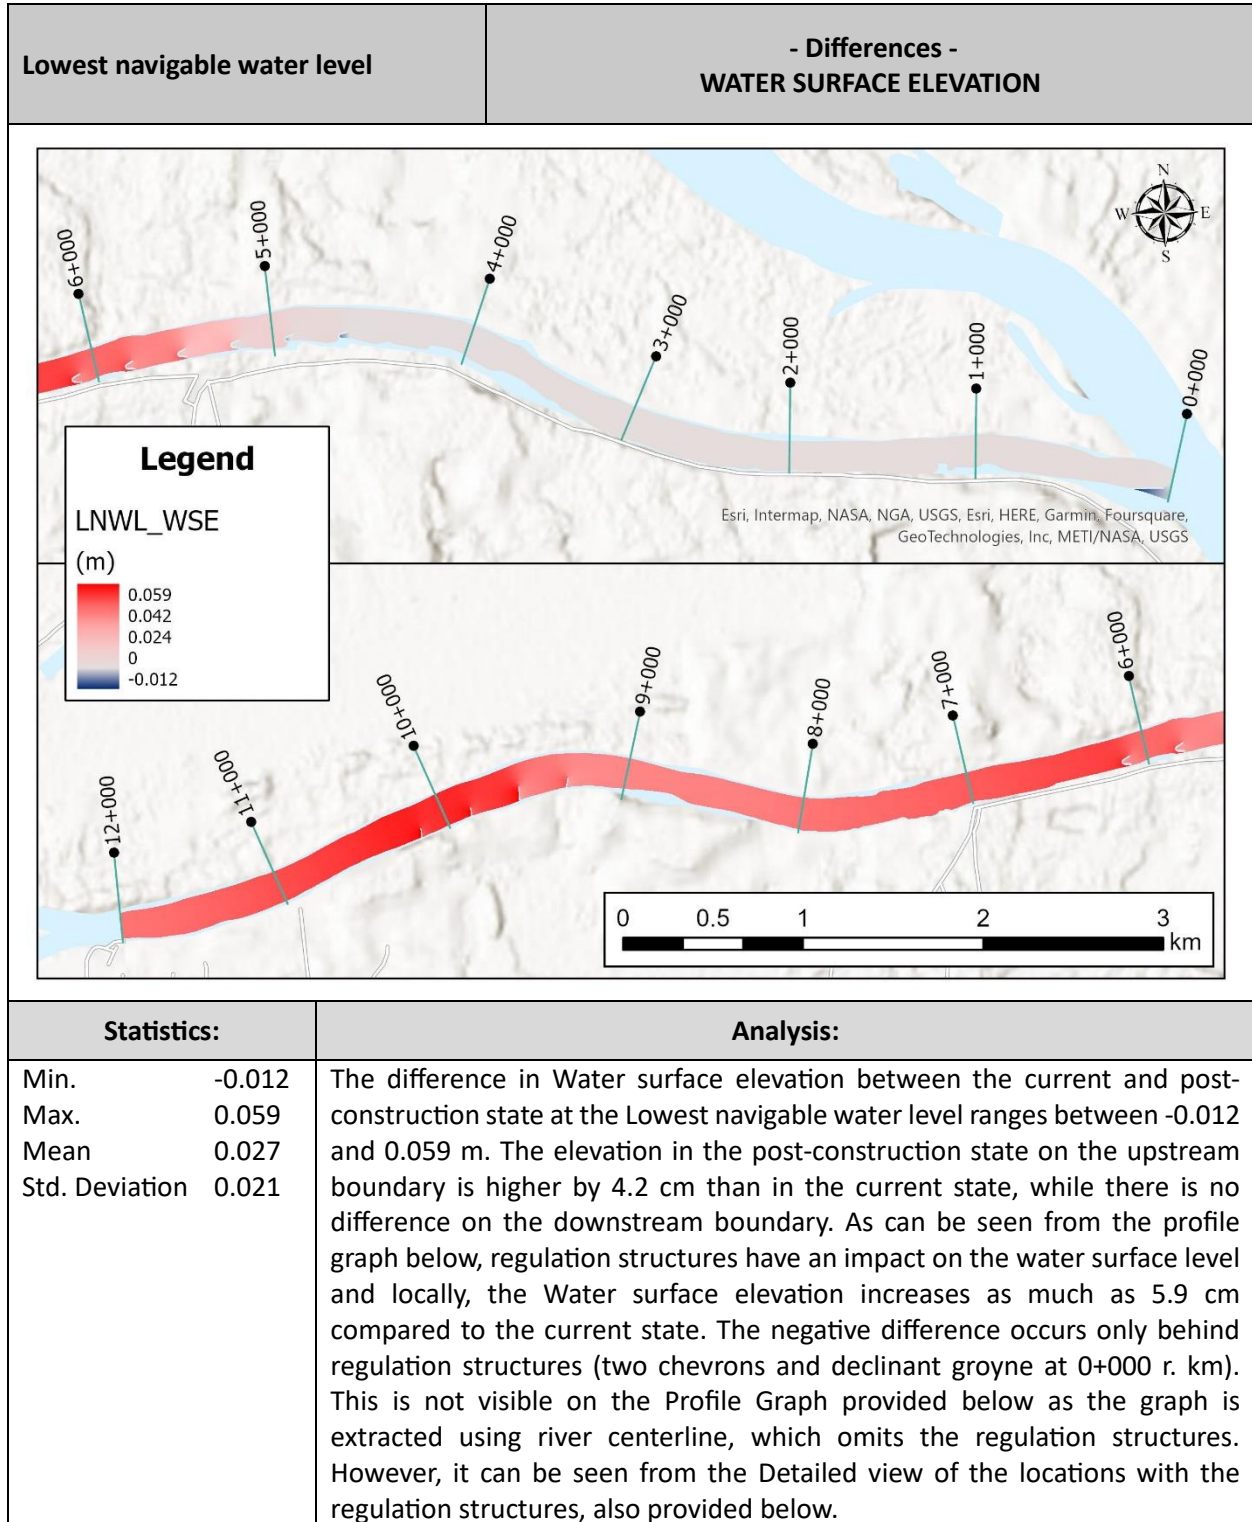 Lowest navigable water level
- Differences -
WATER SURFACE ELEVATION
N
W
E
S
6+000
5+000
4+000
3+000
2+000
1+000
0+000
Esri, Intermap, NASA, NGA, USGS, Esri, HERE, Garmin, Foursquare,
GeoTechnologies, Inc, METI/NASA, USGS
Legend
LNWL_WSE
(m)
0.059
0.042
0.024
0
-0.012
12+000
11+000
10+000
9+000
8+000
7+000
6+000
0 0.5 1 2 3
km
Statistics:
Min. -0.012
Max. 0.059
Mean 0.027
Std. Deviation 0.021
Analysis:
The difference in Water surface elevation between the current and post-
construction state at the Lowest navigable water level ranges between -0.012
and 0.059 m. The elevation in the post-construction state on the upstream
boundary is higher by 4.2 cm than in the current state, while there is no
difference on the downstream boundary. As can be seen from the profile
graph below, regulation structures have an impact on the water surface level
and locally, the Water surface elevation increases as much as 5.9 cm
compared to the current state. The negative difference occurs only behind
regulation structures (two chevrons and declinant groyne at 0+000 r. km).
This is not visible on the Profile Graph provided below as the graph is
extracted using river centerline, which omits the regulation structures.
However, it can be seen from the Detailed view of the locations with the
regulation structures, also provided below.